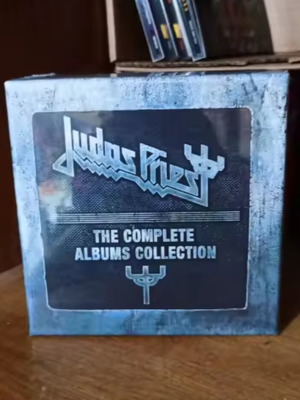 Judas Priest
THE COMPLETE
ALBUMS COLLECTION